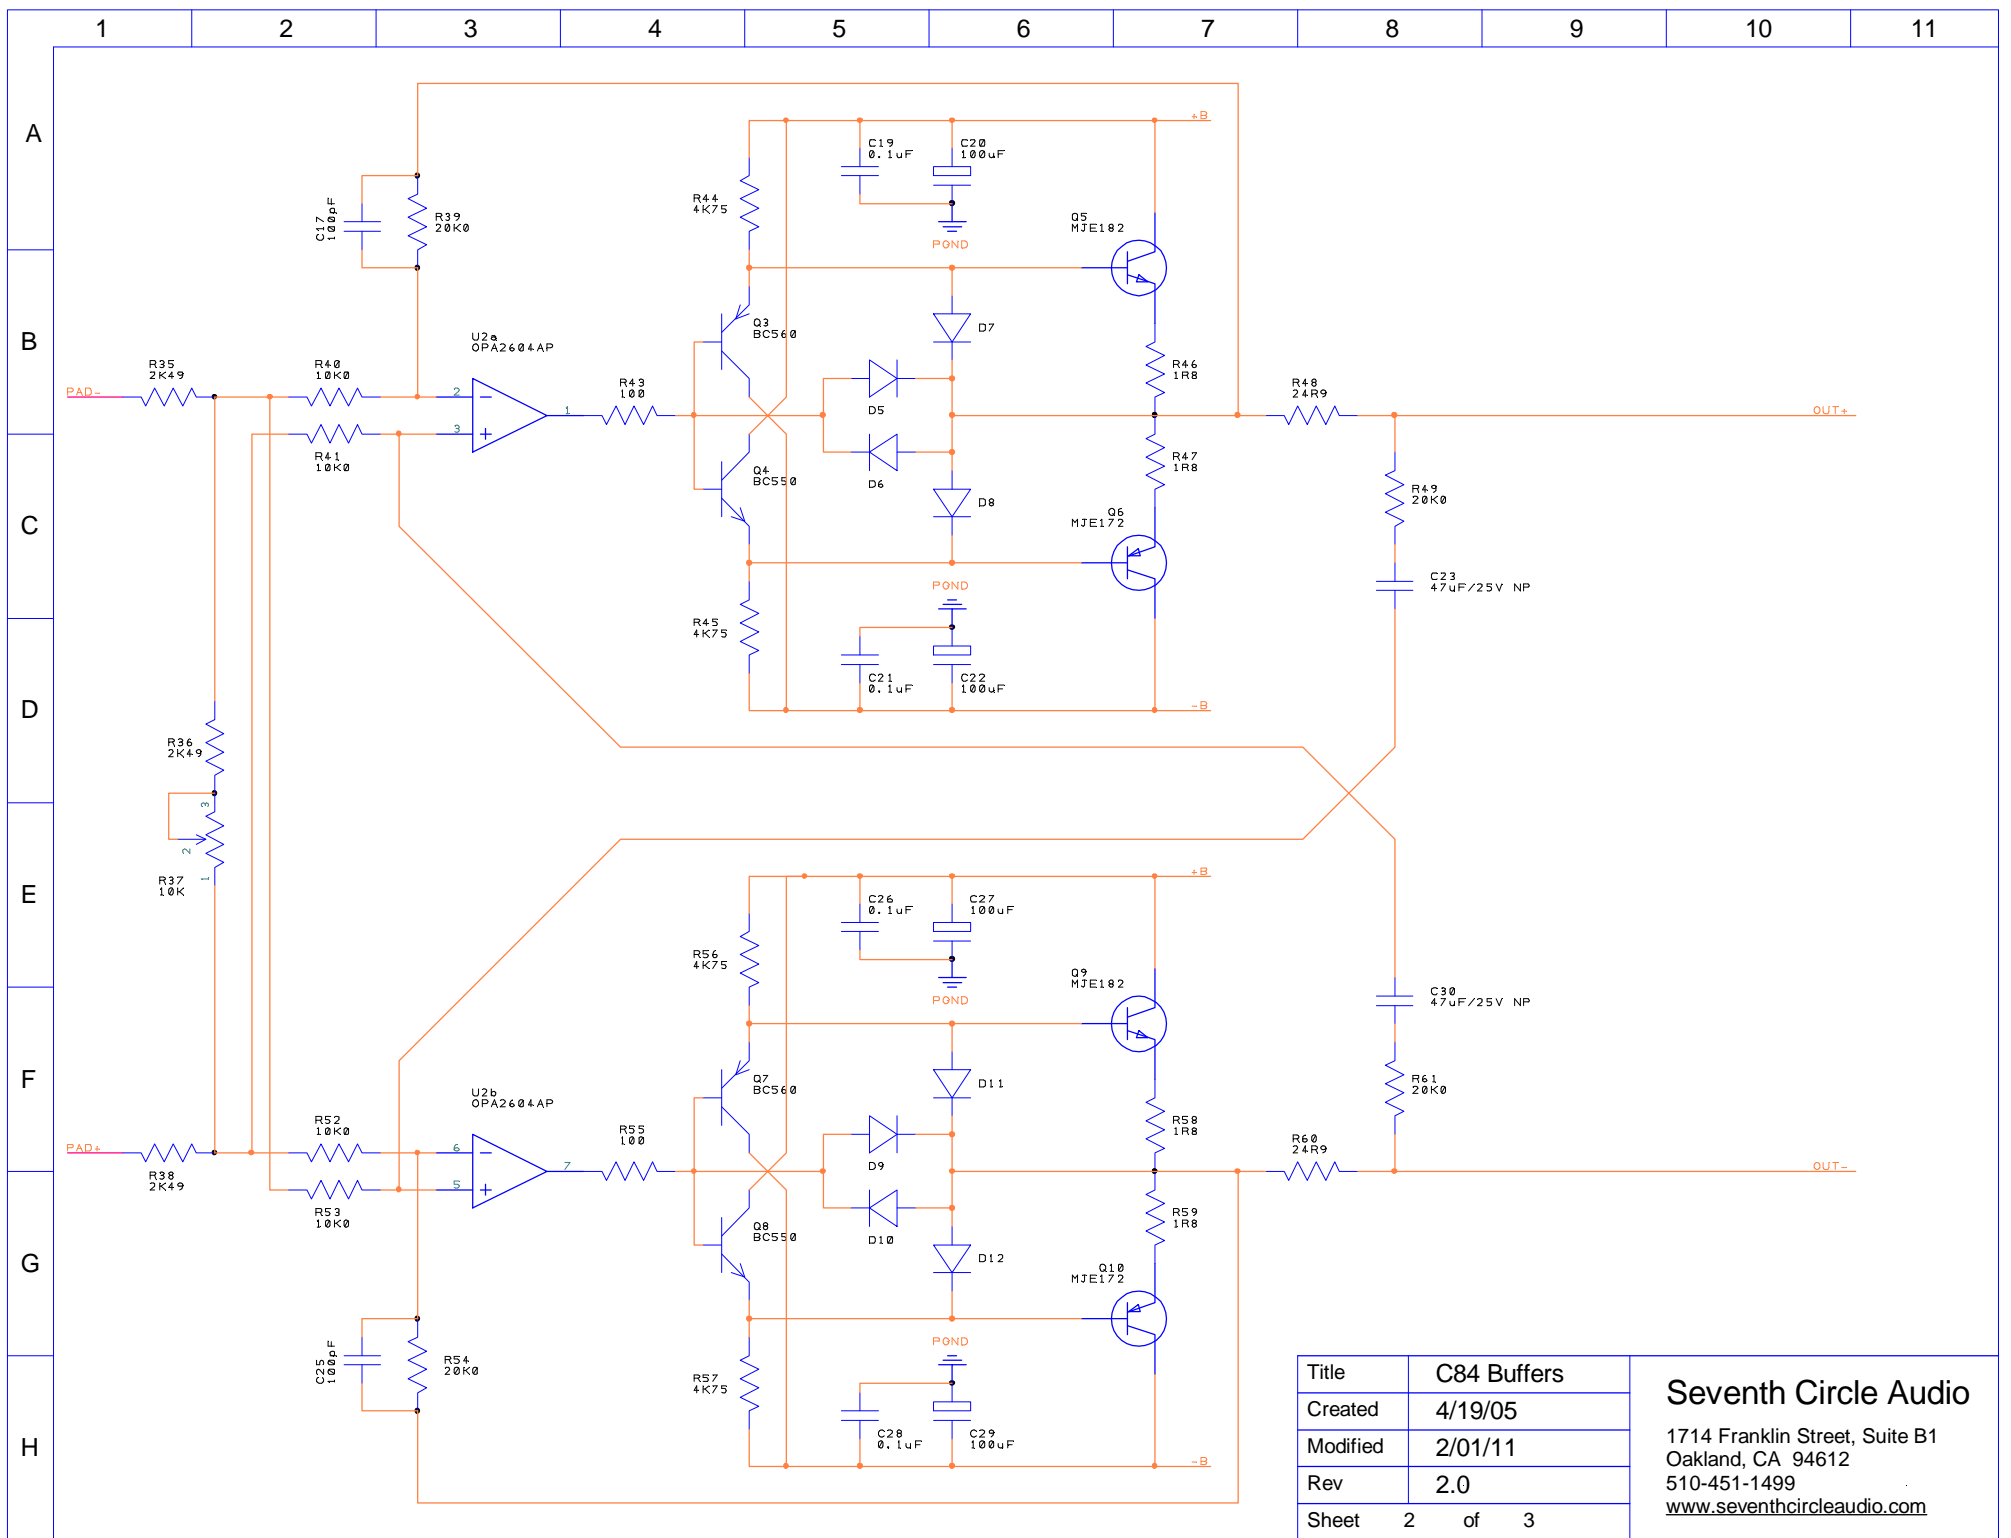 1 2 3 4 5 6 7 8 9 10 11
A
B
C
D
E
F
G
H
+B
C19
0.1uF
C20
100uF
PGND
R44
4K75
C17
100pF
R39
20K0
Q5
MJE182
Q3
BC560
D7
U2a
OPA2604AP
R35
2K49
PAD-
R40
10K0
2
3
1
R43
100
D5
R46
1R8
R48
24R9
OUT+
R41
10K0
Q4
BC550
D6
R47
1R8
D8
R49
20K0
Q6
MJE172
C23
47uF/25V NP
PGND
R45
4K75
C21
0.1uF
C22
100uF
-B
R36
2K49
3
2
1
R37
10K
+B
C26
0.1uF
C27
100uF
PGND
R56
4K75
Q9
MJE182
C30
47uF/25V NP
Q7
BC560
D11
R61
20K0
U2b
OPA2604AP
PAD+
R38
2K49
R52
10K0
6
5
7
R55
100
D9
R58
1R8
R60
24R9
OUT-
R53
10K0
Q8
BC550
D10
R59
1R8
D12
Q10
MJE172
PGND
C25
100pF
R54
20K0
R57
4K75
C28
0.1uF
C29
100uF
-B
Title C84 Buffers
Created 4/19/05
Modified 2/01/11
Rev 2.0
Sheet 2 of 3
Seventh Circle Audio
1714 Franklin Street, Suite B1
Oakland, CA 94612
510-451-1499
www.seventhcircleaudio.com